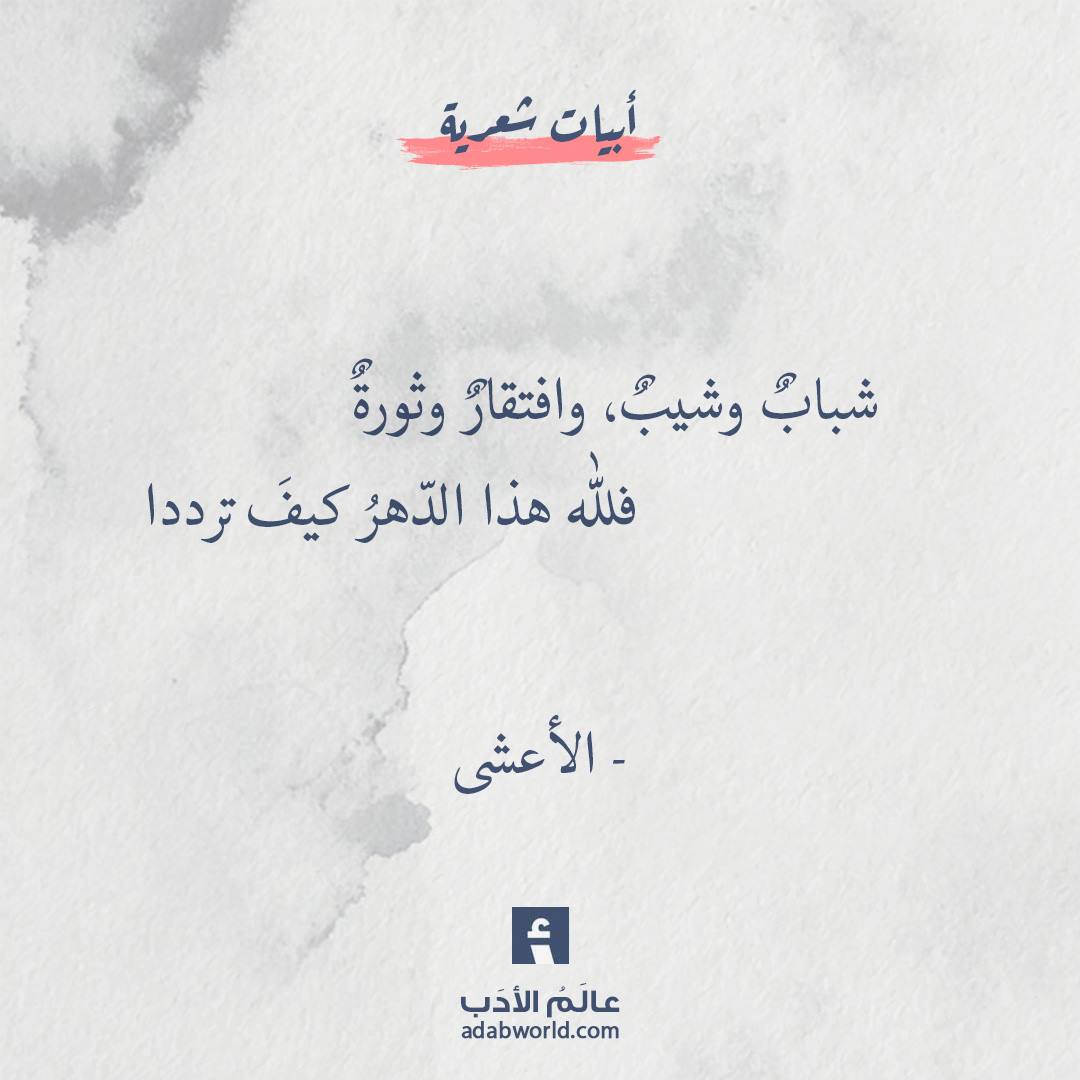 أبيات شعرية
شبابٌ وشيبٌ، وافتقارٌ وثورةٌ
فللّٰه هذا الدّهرُ كيفَ ترددا
- الأعشى
أ
عالَمُ الأدَب
adabworld.com